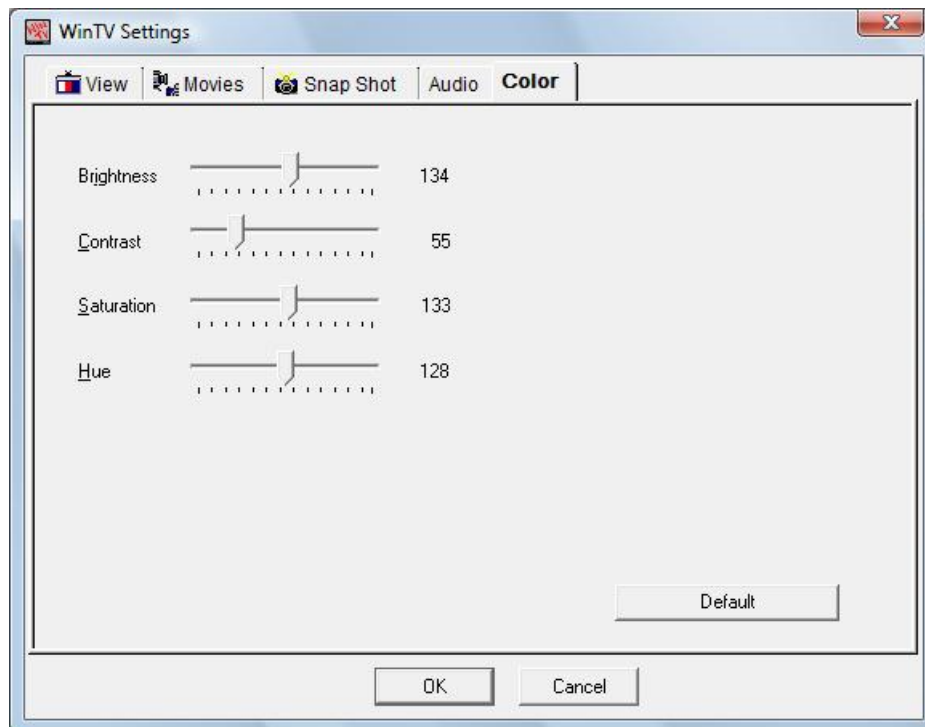 WinTV Settings
View Movies Snap Shot Audio Color
Brightness 134
Contrast 55
Saturation 133
Hue 128
Default
OK Cancel